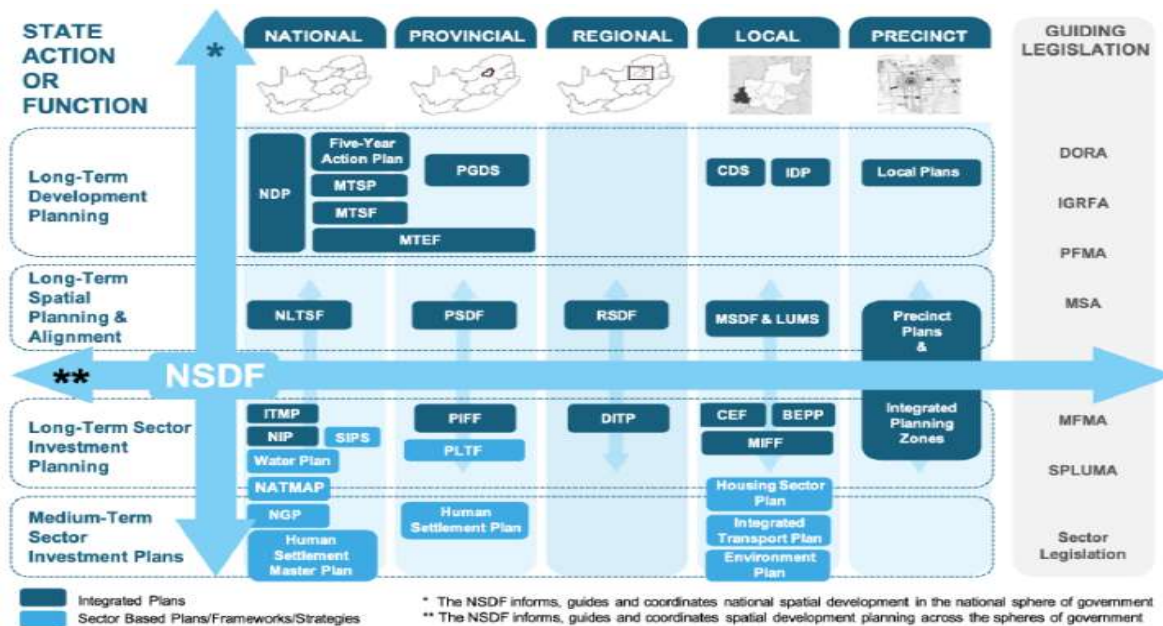 STATE
ACTION
OR
FUNCTION
*
NATIONAL
PROVINCIAL
REGIONAL
LOCAL
PRECINCT
GUIDING
LEGISLATION
Long-Term
Development
Planning
NDP
Five-Year
Action Plan
MTSP
MTSF
MTEF
PGDS
CDS
IDP
Local Plans
DORA
IGRFA
PFMA
Long-Term
Spatial
Planning &
Alignment
NLTSF
PSDF
RSDF
MSDF & LUMS
Precinct
Plans
&
MSA
**
NSDF
Long-Term Sector
Investment
Planning
ITMP
NIP
SIPS
Water Plan
NATMAP
PIFF
PLTF
DITP
CEF
BEPP
MIFF
Housing Sector
Plan
Integrated
Planning
Zones
MFMA
SPLUMA
Medium-Term
Sector
Investment Plans
NGP
Human
Settlement
Master Plan
Human
Settlement Plan
Integrated
Transport Plan
Environment
Plan
Sector
Legislation
Integrated Plans
Sector Based Plans/Frameworks/Strategies
* The NSDF informs, guides and coordinates national spatial development in the national sphere of government
** The NSDF informs, guides and coordinates spatial development planning across the spheres of government